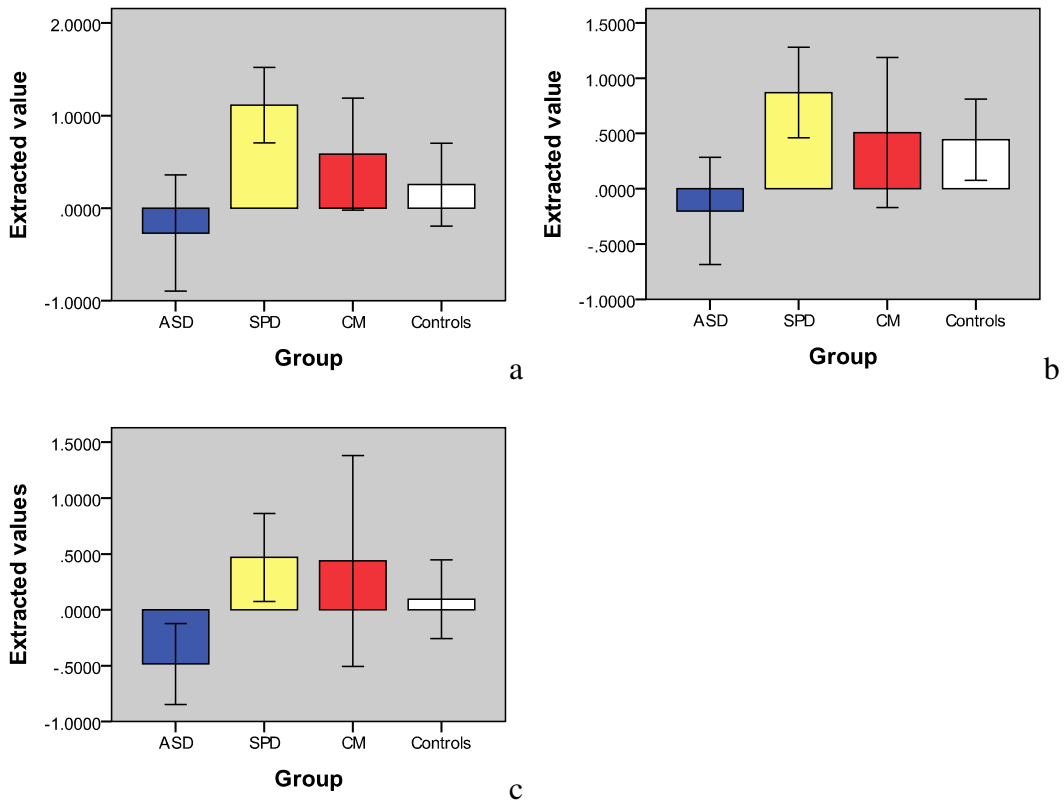 2.0000
1.0000
.0000
-1.0000
Extracted value
ASD SPD CM Controls
Group
a
1.5000
1.0000
.5000
.0000
-.5000
-1.0000
Extracted value
ASD SPD CM Controls
Group
b
1.5000
1.0000
.5000
.0000
-.5000
-1.0000
Extracted values
ASD SPD CM Controls
Group
c